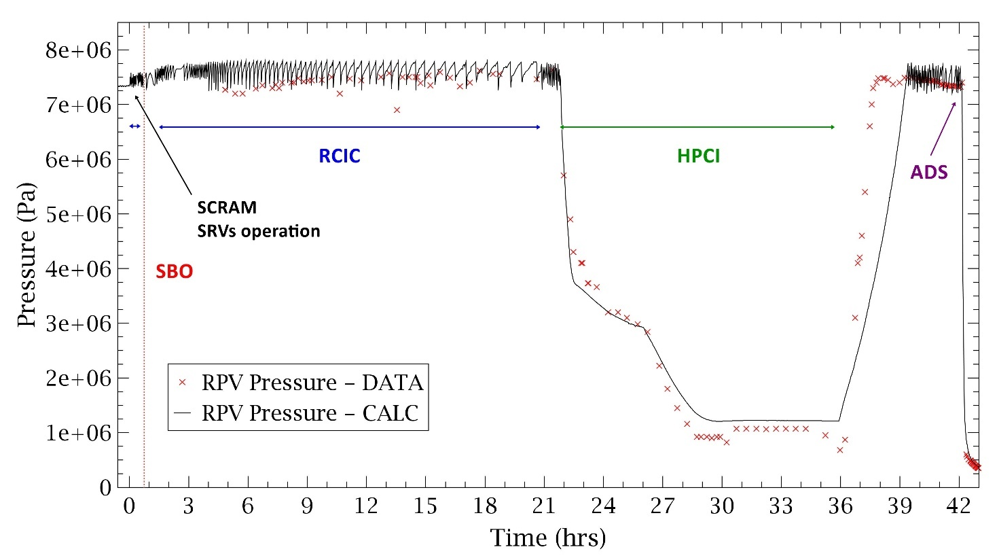 8e+06
7e+06
6e+06
5e+06
4e+06
3e+06
2e+06
1e+06
0
Pressure (Pa)
RCIC
HPCI
ADS
SCRAM
SRVs operation
SBO
RPV Pressure – DATA
RPV Pressure – CALC
0 3 6 9 12 15 18 21 24 27 30 33 36 39 42
Time (hrs)